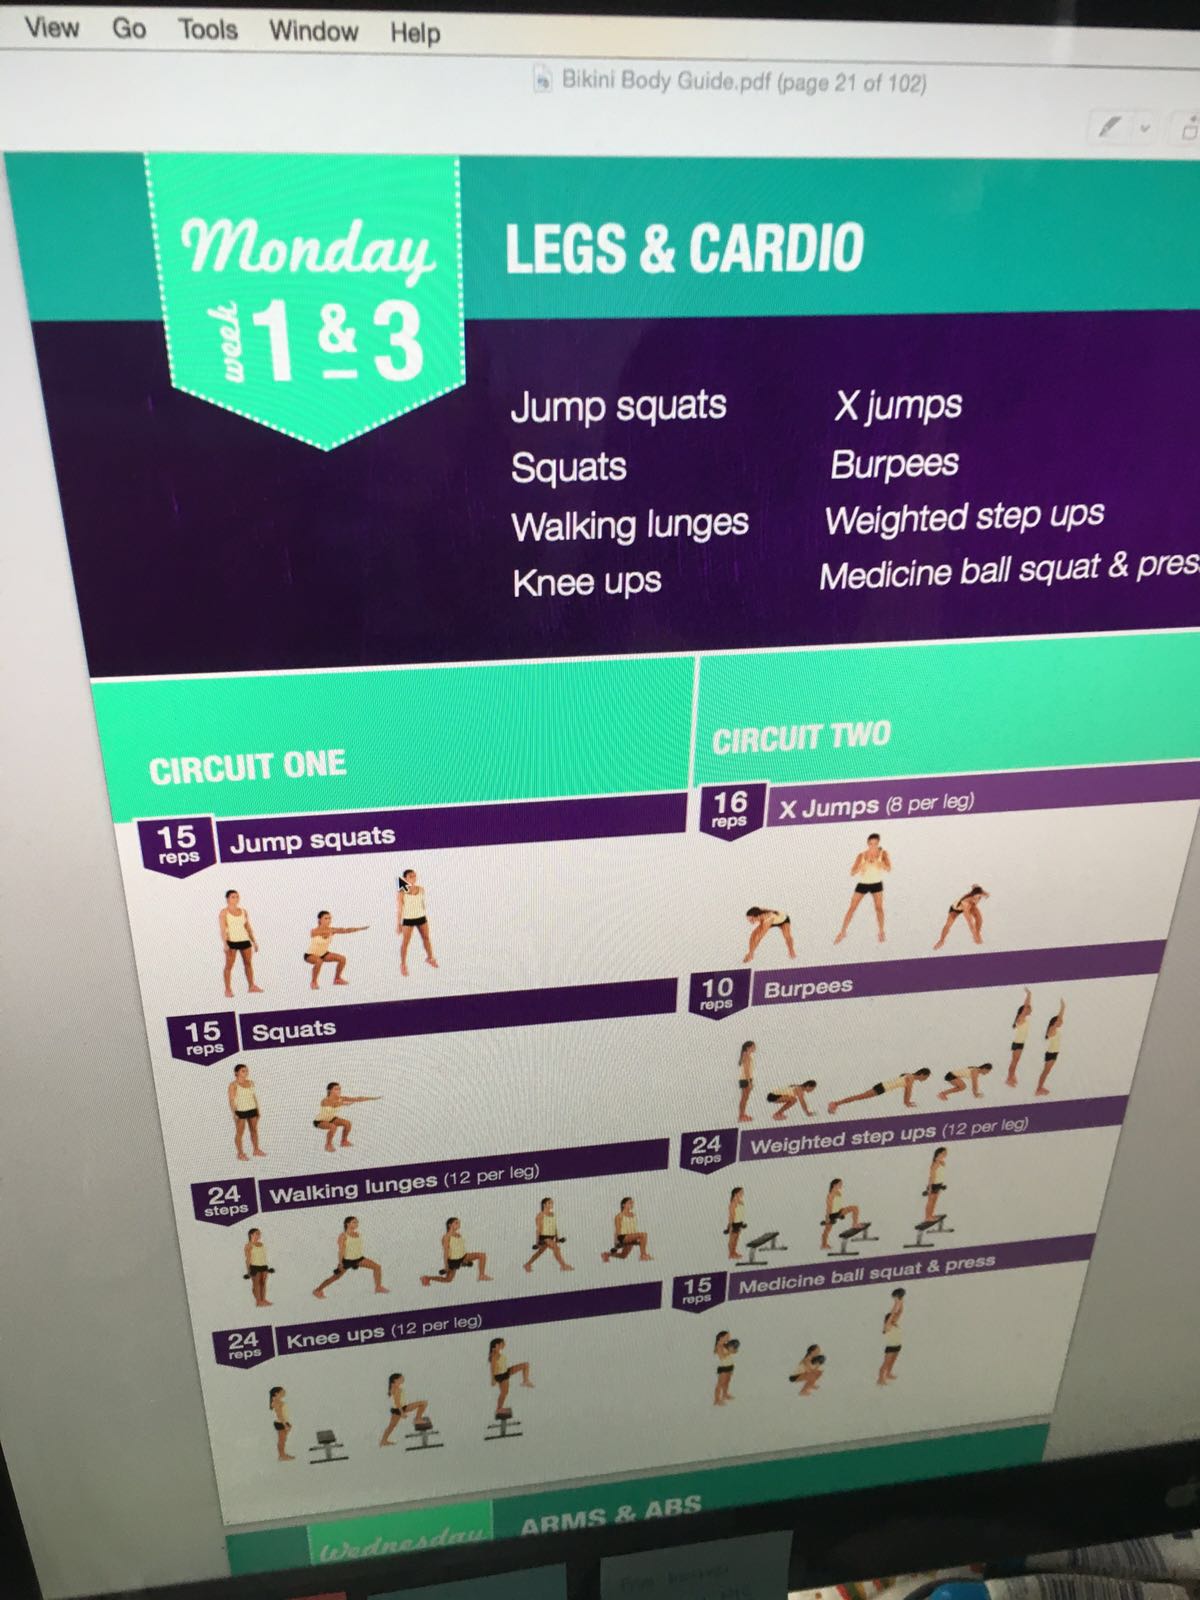 View Go Tools Window Help
Bikini Body Guide.pdf (page 21 of 102)
Monday
week 1 & 3
LEGS & CARDIO
Jump squats
Squats
Walking lunges
Knee ups
X jumps
Burpees
Weighted step ups
Medicine ball squat & pres
CIRCUIT ONE
15 reps Jump squats
15 reps Squats
24 steps Walking lunges (12 per leg)
24 reps Knee ups (12 per leg)
CIRCUIT TWO
16 reps X Jumps (8 per leg)
10 reps Burpees
24 reps Weighted step ups (12 per leg)
15 reps Medicine ball squat & press
Wednesday
ARMS & ABS